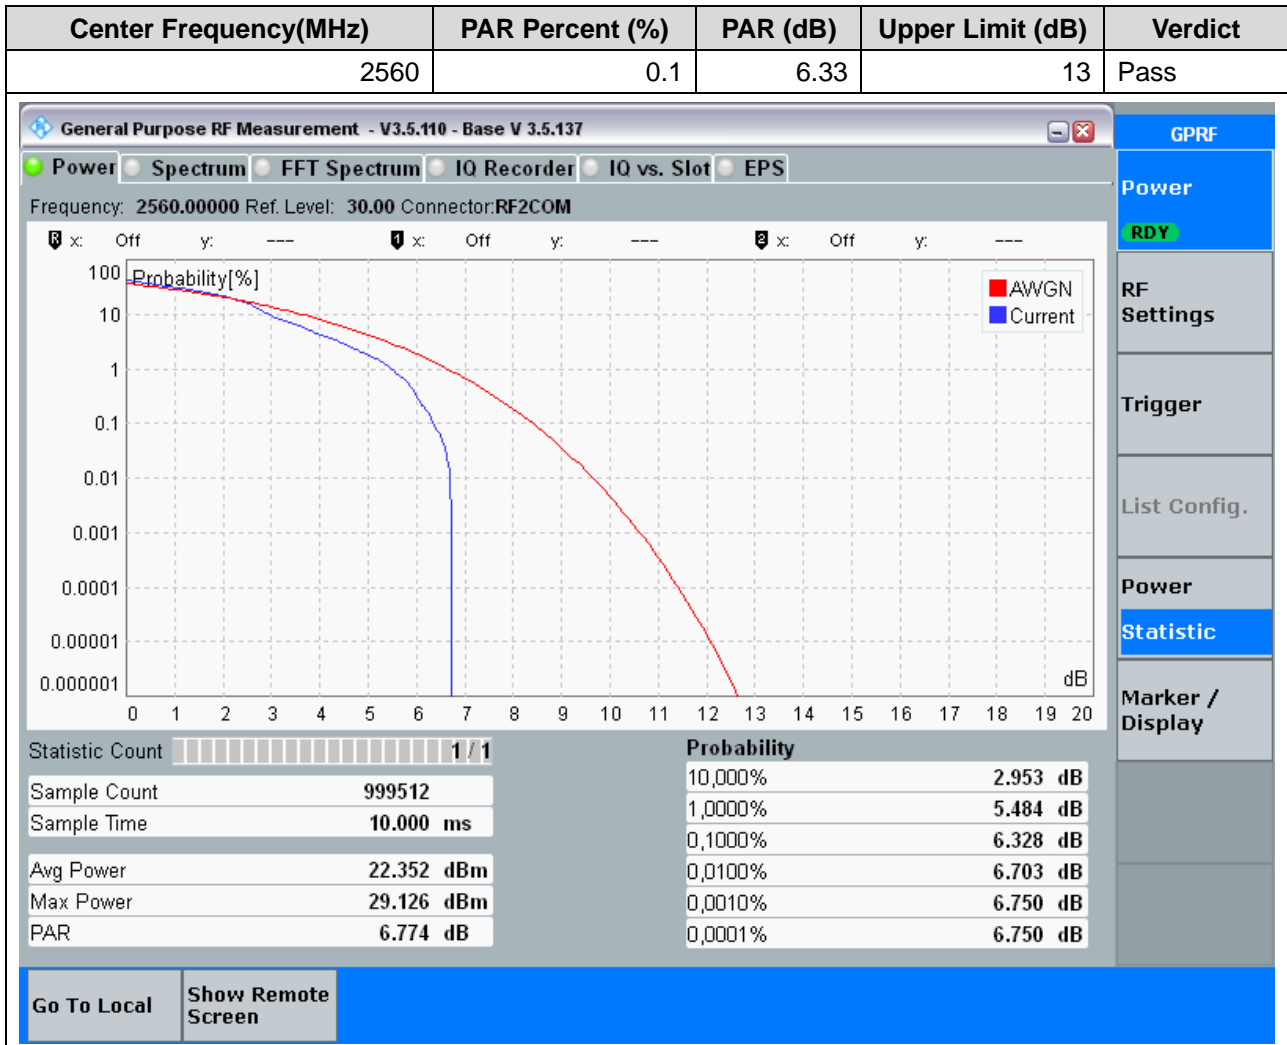 Center Frequency(MHz) PAR Percent (%) PAR (dB) Upper Limit (dB) Verdict
2560 0.1 6.33 13 Pass
General Purpose RF Measurement - V3.5.110 - Base V 3.5.137
GPRF
Power Spectrum FFT Spectrum IQ Recorder IQ vs. Slot EPS
Power
RDY
Frequency: 2560.00000 Ref. Level: 30.00 Connector:RF2COM
R x: Off y: --- 1 x: Off y: --- 2 x: Off y: ---
Probability[%]
AWGN
Current
100
10
1
0.1
0.01
0.001
0.0001
0.00001
0.000001
dB
0 1 2 3 4 5 6 7 8 9 10 11 12 13 14 15 16 17 18 19 20
RF
Settings
Trigger
List Config.
Power
Statistic
Marker /
Display
Statistic Count 1 / 1
Sample Count 999512
Sample Time 10.000 ms
Avg Power 22.352 dBm
Max Power 29.126 dBm
PAR 6.774 dB
Probability
10,000% 2.953 dB
1,0000% 5.484 dB
0,1000% 6.328 dB
0,0100% 6.703 dB
0,0010% 6.750 dB
0,0001% 6.750 dB
Go To Local
Show Remote
Screen